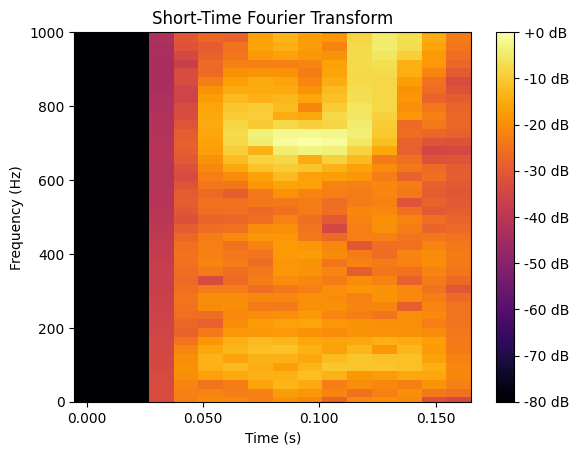 Short-Time Fourier Transform
1000
800
600
400
200
0
Frequency (Hz)
0.000
0.050
0.100
0.150
Time (s)
+0 dB
-10 dB
-20 dB
-30 dB
-40 dB
-50 dB
-60 dB
-70 dB
-80 dB